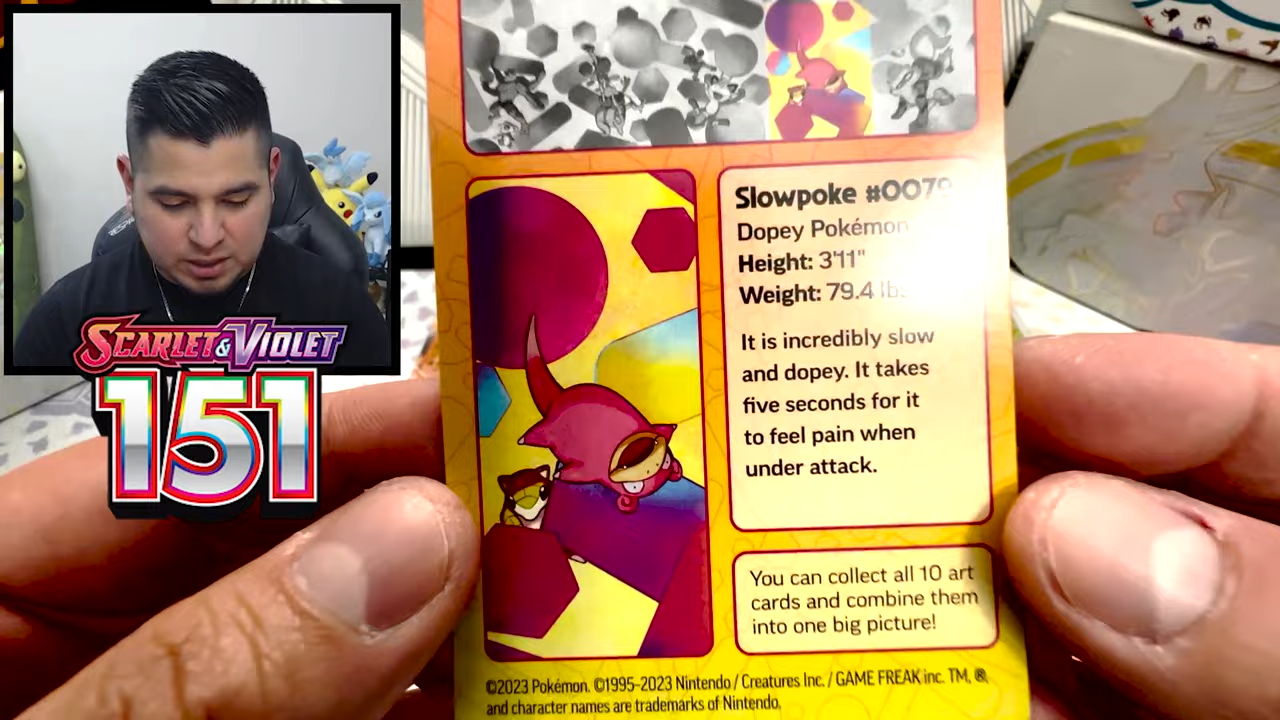 SCARLET & VIOLET
151
Slowpoke #0079
Dopey Pokémon
Height: 3'11"
Weight: 79.4 lbs
It is incredibly slow
and dopey. It takes
five seconds for it
to feel pain when
under attack.
You can collect all 10 art
cards and combine them
into one big picture!
©2023 Pokémon. ©1995–2023 Nintendo / Creatures Inc. / GAME FREAK inc. TM, ®,
and character names are trademarks of Nintendo.